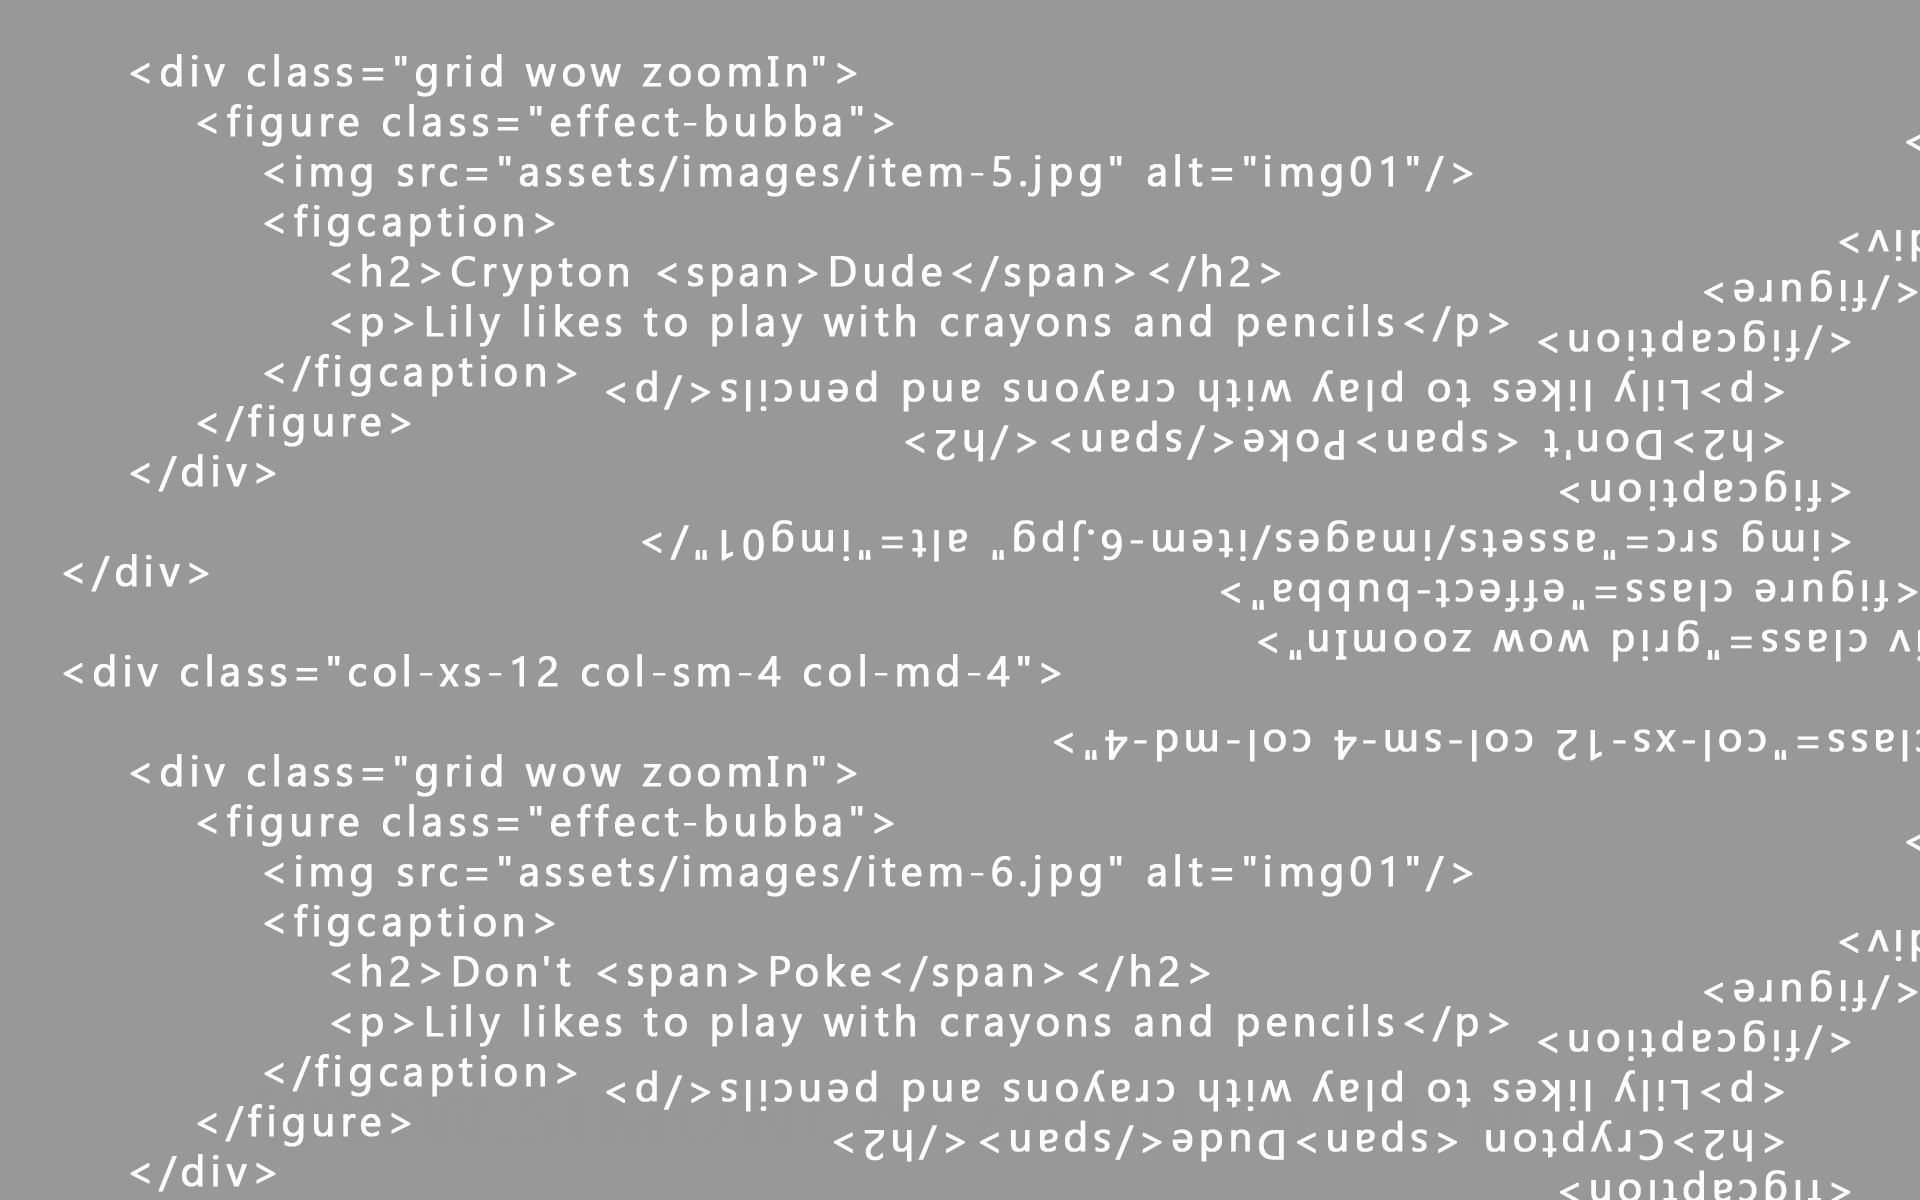 <div class="grid wow zoomIn">
<figure class="effect-bubba">
<img src="assets/images/item-5.jpg" alt="img01"/>
<figcaption>
<h2>Crypton <span>Dude</span></h2>
<p>Lily likes to play with crayons and pencils</p>
</figcaption>
</figure>
</div>
</div>
<div class="col-xs-12 col-sm-4 col-md-4">
<div class="grid wow zoomIn">
<figure class="effect-bubba">
<img src="assets/images/item-6.jpg" alt="img01"/>
<figcaption>
<h2>Don't <span>Poke</span></h2>
<p>Lily likes to play with crayons and pencils</p>
</figcaption>
</figure>
</div>
<figcaption>
<h2>Crypton <span>Dude</span></h2>
<p>Lily likes to play with crayons and pencils</p>
</figcaption>
</figure>
div>
class="col-xs-12 col-sm-4 col-md-4">
iv class="grid wow zoomIn">
<figure class="effect-bubba">
<img src="assets/images/item-6.jpg" alt="img01"/>
<figcaption>
<h2>Don't <span>Poke</span></h2>
<p>Lily likes to play with crayons and pencils</p>
</figcaption>
</figure>
div>